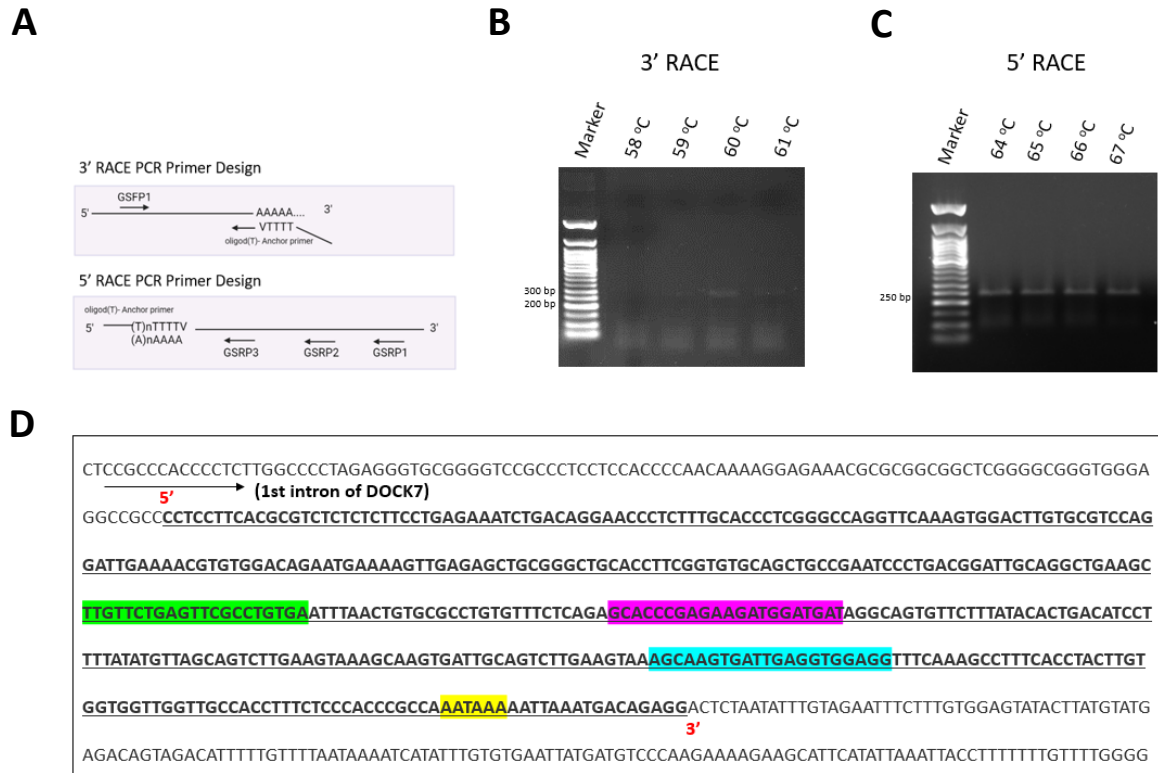 A
B
C
3' RACE
5' RACE
Marker
58 °C
59 °C
60 °C
61 °C
Marker
64 °C
65 °C
66 °C
67 °C
3' RACE PCR Primer Design
GSFP1
5'
AAAAA....
3'
VTTTT
oligod(T)- Anchor primer
5' RACE PCR Primer Design
oligod(T)- Anchor primer
5'
(T)nTTTTV
3'
(A)nAAAA
GSRP3
GSRP2
GSRP1
300 bp
200 bp
250 bp
D
CTCCGCCCACCCCTCTTGGCCCCTAGAGGGTGCGGGGTCCGCCCTCCTCCACCCCAACAAAAGGAGAAACGCGCGGCGGCTCGGGGCGGGTGGGA
5'
(1st intron of DOCK7)
GGCCGCCCCTCCTTCACGCGTCTCTCTCTTCCTGAGAAATCTGACAGGAACCCTCTTTGCACCCTCGGGCCAGGTTCAAAGTGGACTTGTGCGTCCAG
GATTGAAAACGTGTGGACAGAATGAAAAGTTGAGAGCTGCGGGCTGCACCTTCGGTGTGCAGCTGCCGAATCCCTGACGGATTGCAGGCTGAAGC
TTGTTCTGAGTTCGCCTGTGAATTTAACTGTGCGCCTGTGTTTCTCAGAGCACCCGAGAAGATGGATGATAGGCAGTGTTCTTTATACACTGACATCCT
TTTATATGTTAGCAGTCTTGAAGTAAAGCAAGTGATTGCAGTCTTGAAGTAAAGCAAGTGATTGAGGTGGAGGTTTCAAAGCCTTTCACCTACTTGT
GGTGGTTGGTTGCCACCTTTCTCCCACCCGCCAAATAAAAATTAAATGACAGAGGACTCTAATATTTGTAGAATTTCTTTGTGGAGTATACTTATGTATG
3'
AGACAGTAGACATTTTTGTTTTAATAAAATCATATTTGTGTGAATTATGATGTCCCAAGAAAAGAAGCATTCATATTAAATTACCTTTTTTTGTTTTGGGG